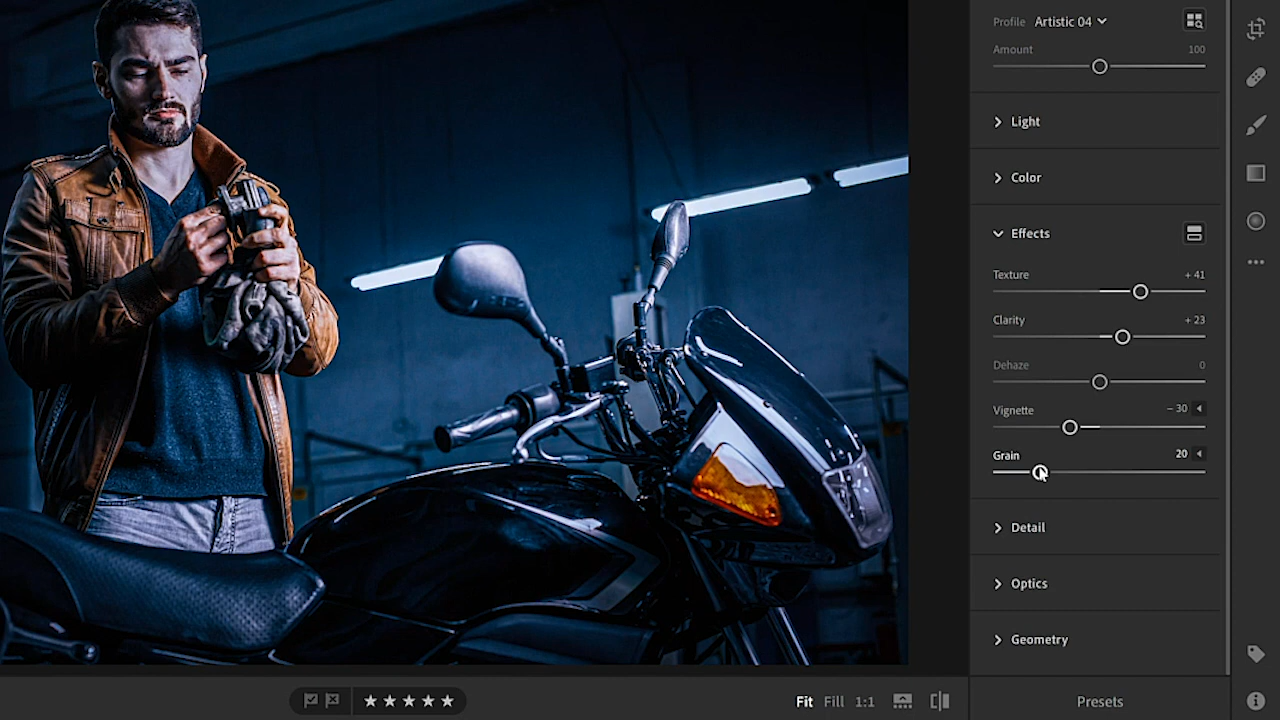 Profile Artistic 04
Amount 100
Light
Color
Effects
Texture + 41
Clarity + 23
Dehaze 0
Vignette – 30
Grain 20
Detail
Optics
Geometry
Fit Fill 1:1
Presets